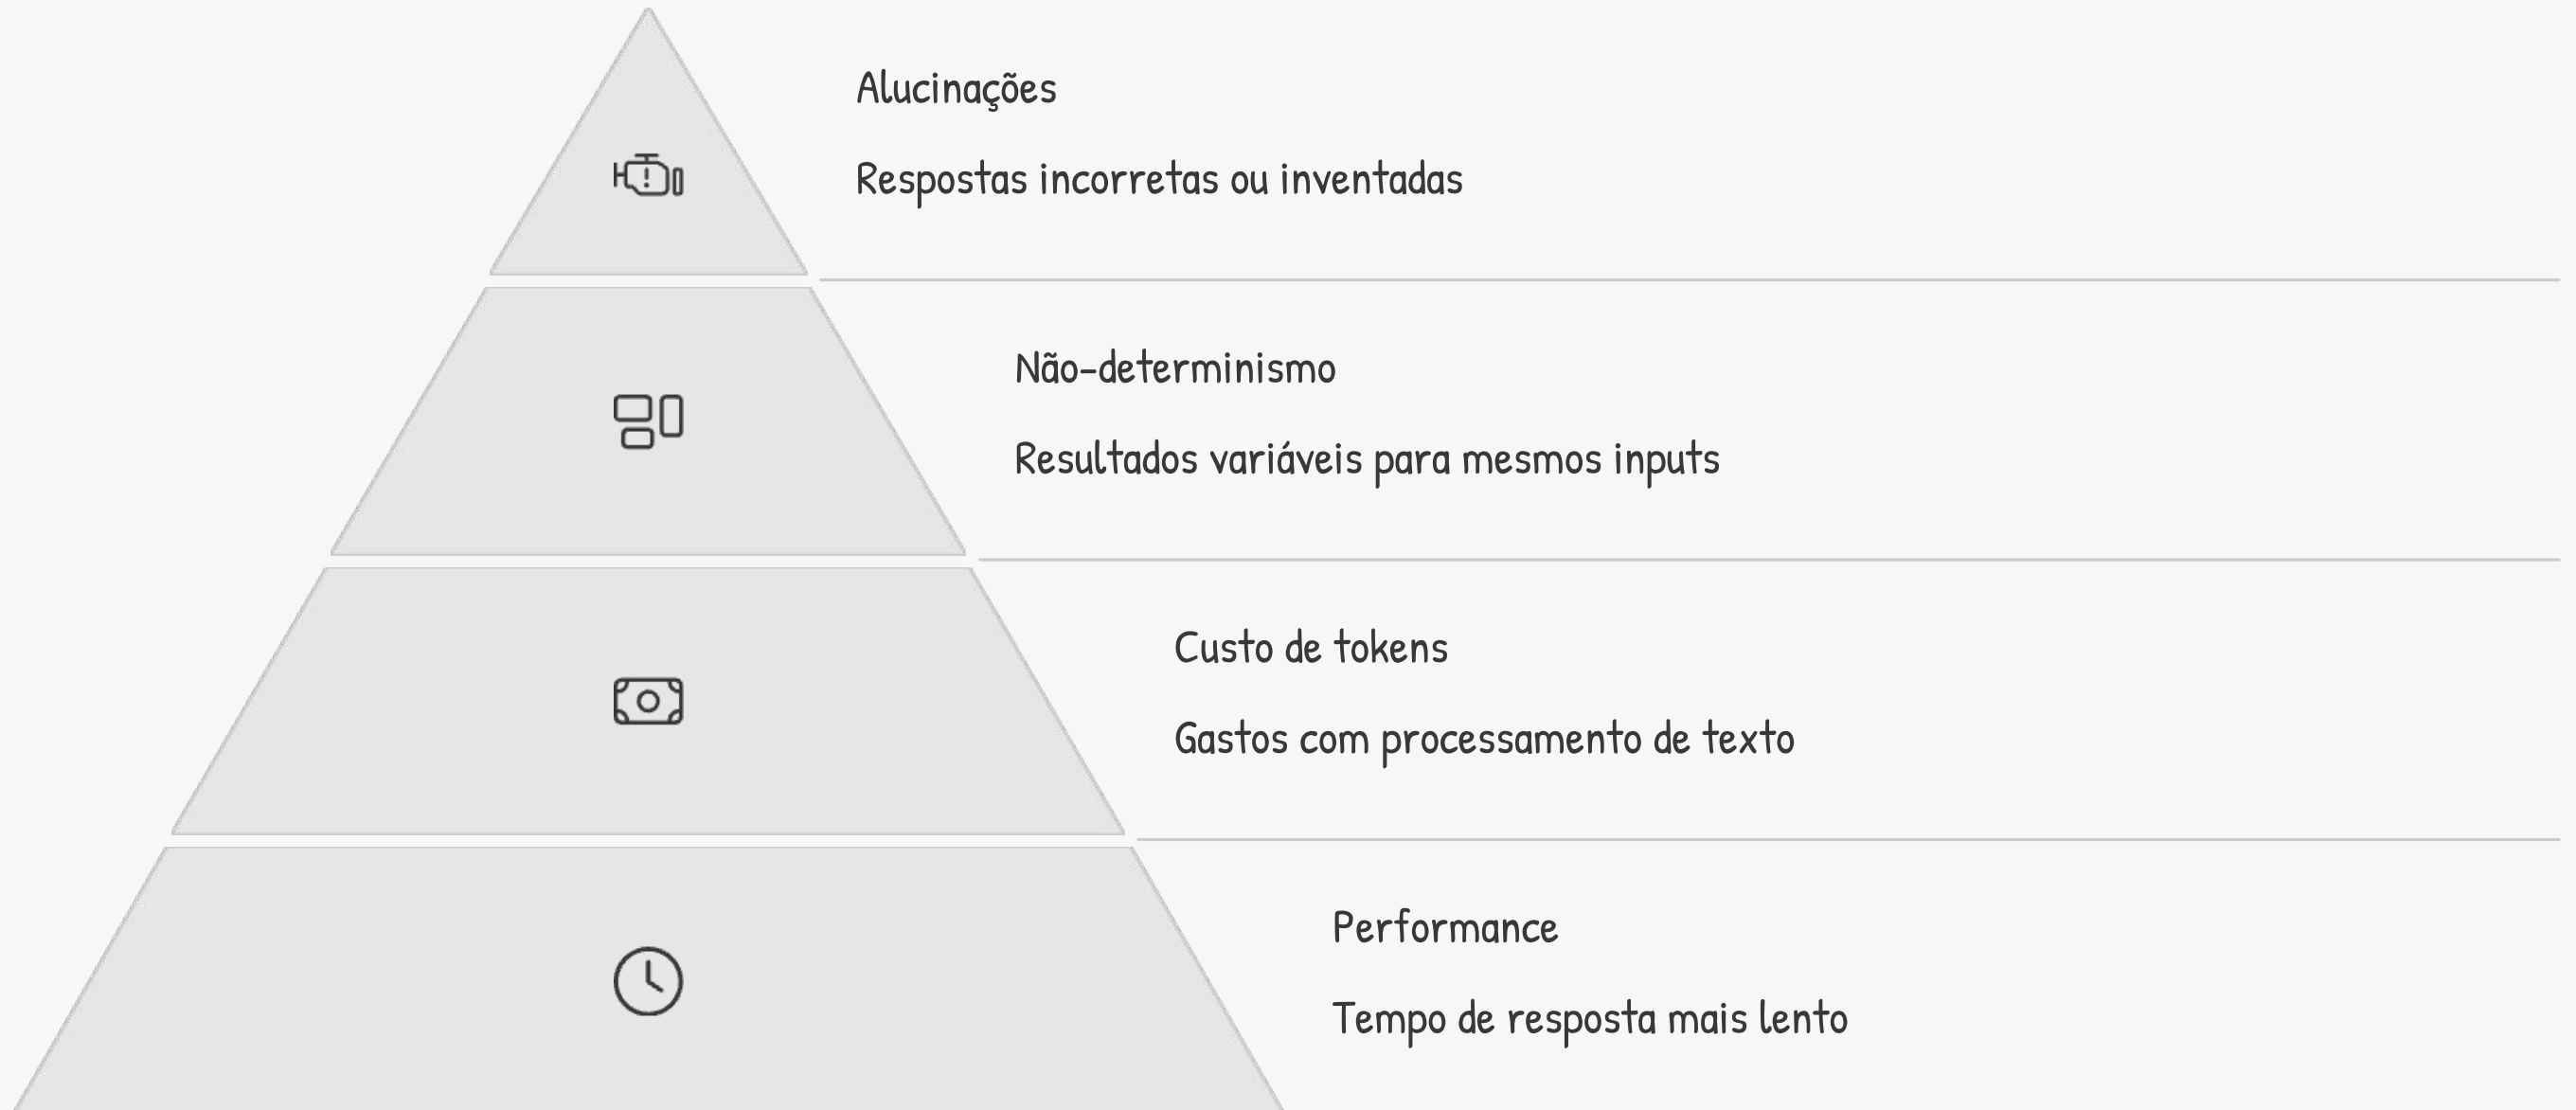 Alucinações
Respostas incorretas ou inventadas
Não-determinismo
Resultados variáveis para mesmos inputs
Custo de tokens
Gastos com processamento de texto
Performance
Tempo de resposta mais lento